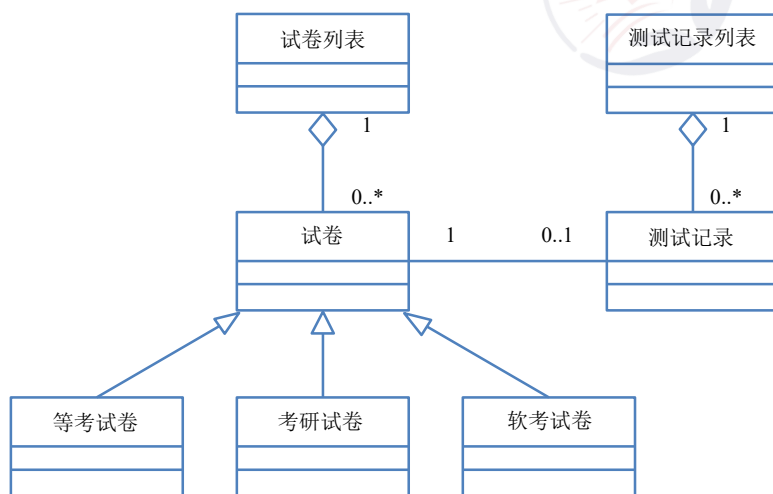 试卷列表
测试记录列表
1
1
0..*
0..*
试卷
1
0..1
测试记录
等考试卷
考研试卷
软考试卷